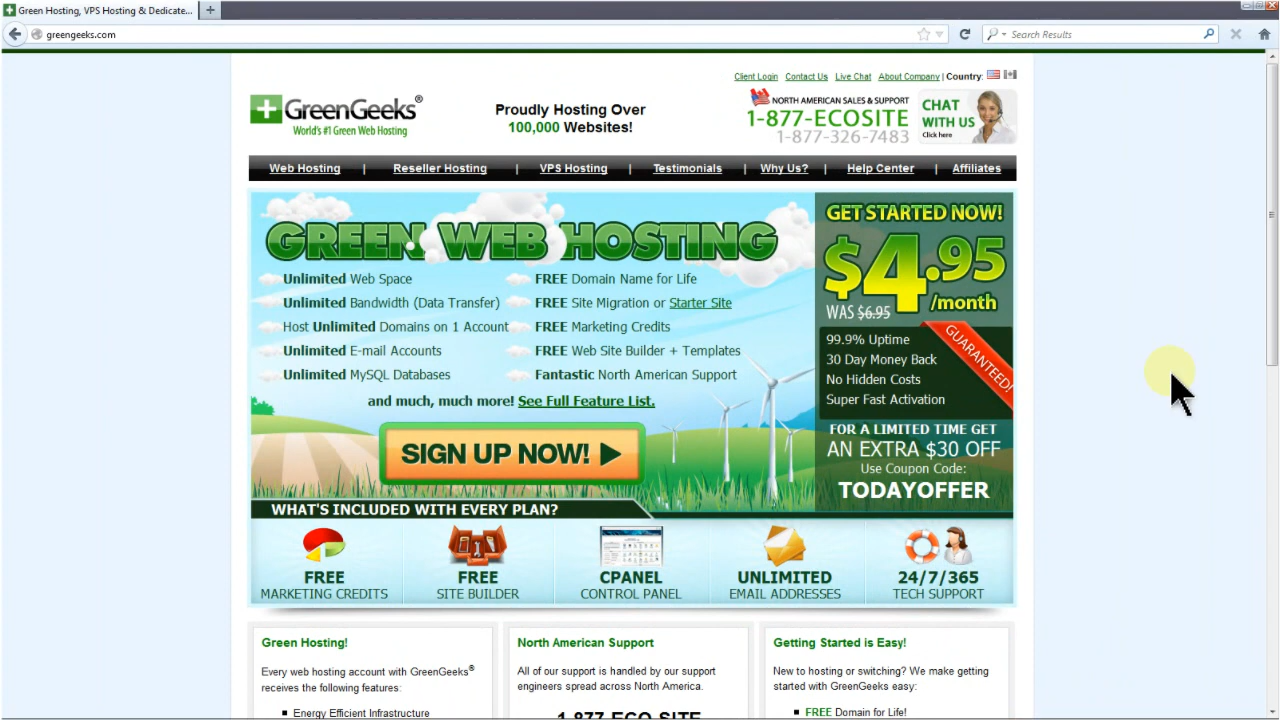 Green Hosting, VPS Hosting & Dedicate...
greengeeks.com
Search Results
Client Login Contact Us Live Chat About Company | Country:
GreenGeeks®
World's #1 Green Web Hosting
Proudly Hosting Over
100,000 Websites!
NORTH AMERICAN SALES & SUPPORT
1-877-ECOSITE
1-877-326-7483
CHAT
WITH US
Click here
Web Hosting | Reseller Hosting | VPS Hosting | Testimonials | Why Us? | Help Center | Affiliates
GREEN WEB HOSTING
Unlimited Web Space
Unlimited Bandwidth (Data Transfer)
Host Unlimited Domains on 1 Account
Unlimited E-mail Accounts
Unlimited MySQL Databases
FREE Domain Name for Life
FREE Site Migration or Starter Site
FREE Marketing Credits
FREE Web Site Builder + Templates
Fantastic North American Support
and much, much more! See Full Feature List.
SIGN UP NOW!
GET STARTED NOW!
$4.95
/month
WAS $6.95
99.9% Uptime
30 Day Money Back
No Hidden Costs
Super Fast Activation
GUARANTEED!
FOR A LIMITED TIME GET
AN EXTRA $30 OFF
Use Coupon Code:
TODAYOFFER
WHAT'S INCLUDED WITH EVERY PLAN?
FREE
MARKETING CREDITS
FREE
SITE BUILDER
CPANEL
CONTROL PANEL
UNLIMITED
EMAIL ADDRESSES
24/7/365
TECH SUPPORT
Green Hosting!
Every web hosting account with GreenGeeks®
receives the following features:
Energy Efficient Infrastructure
North American Support
All of our support is handled by our support
engineers spread across North America.
1-877-ECO-SITE
Getting Started is Easy!
New to hosting or switching? We make getting
started with GreenGeeks easy:
FREE Domain for Life!